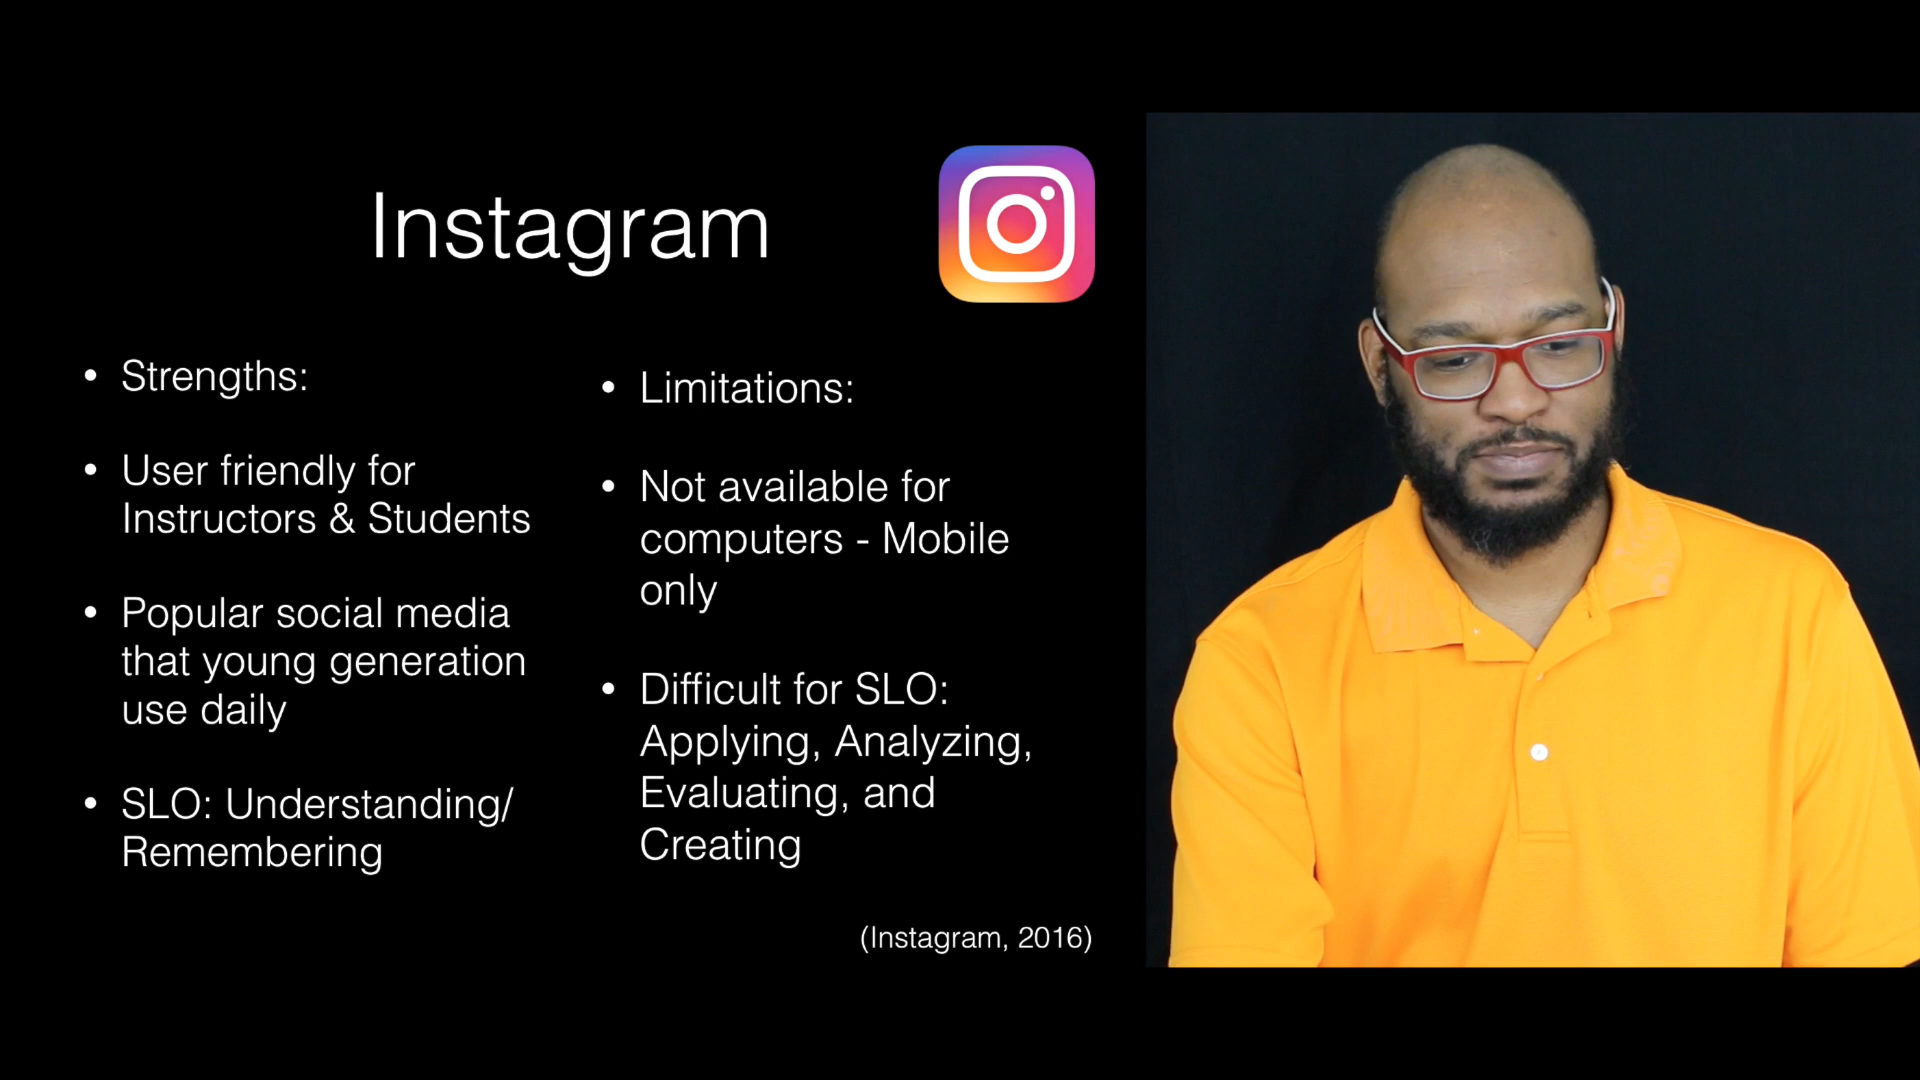 Instagram
• Strengths:
• User friendly for
Instructors & Students
• Popular social media
that young generation
use daily
• SLO: Understanding/
Remembering
• Limitations:
• Not available for
computers - Mobile
only
• Difficult for SLO:
Applying, Analyzing,
Evaluating, and
Creating
(Instagram, 2016)